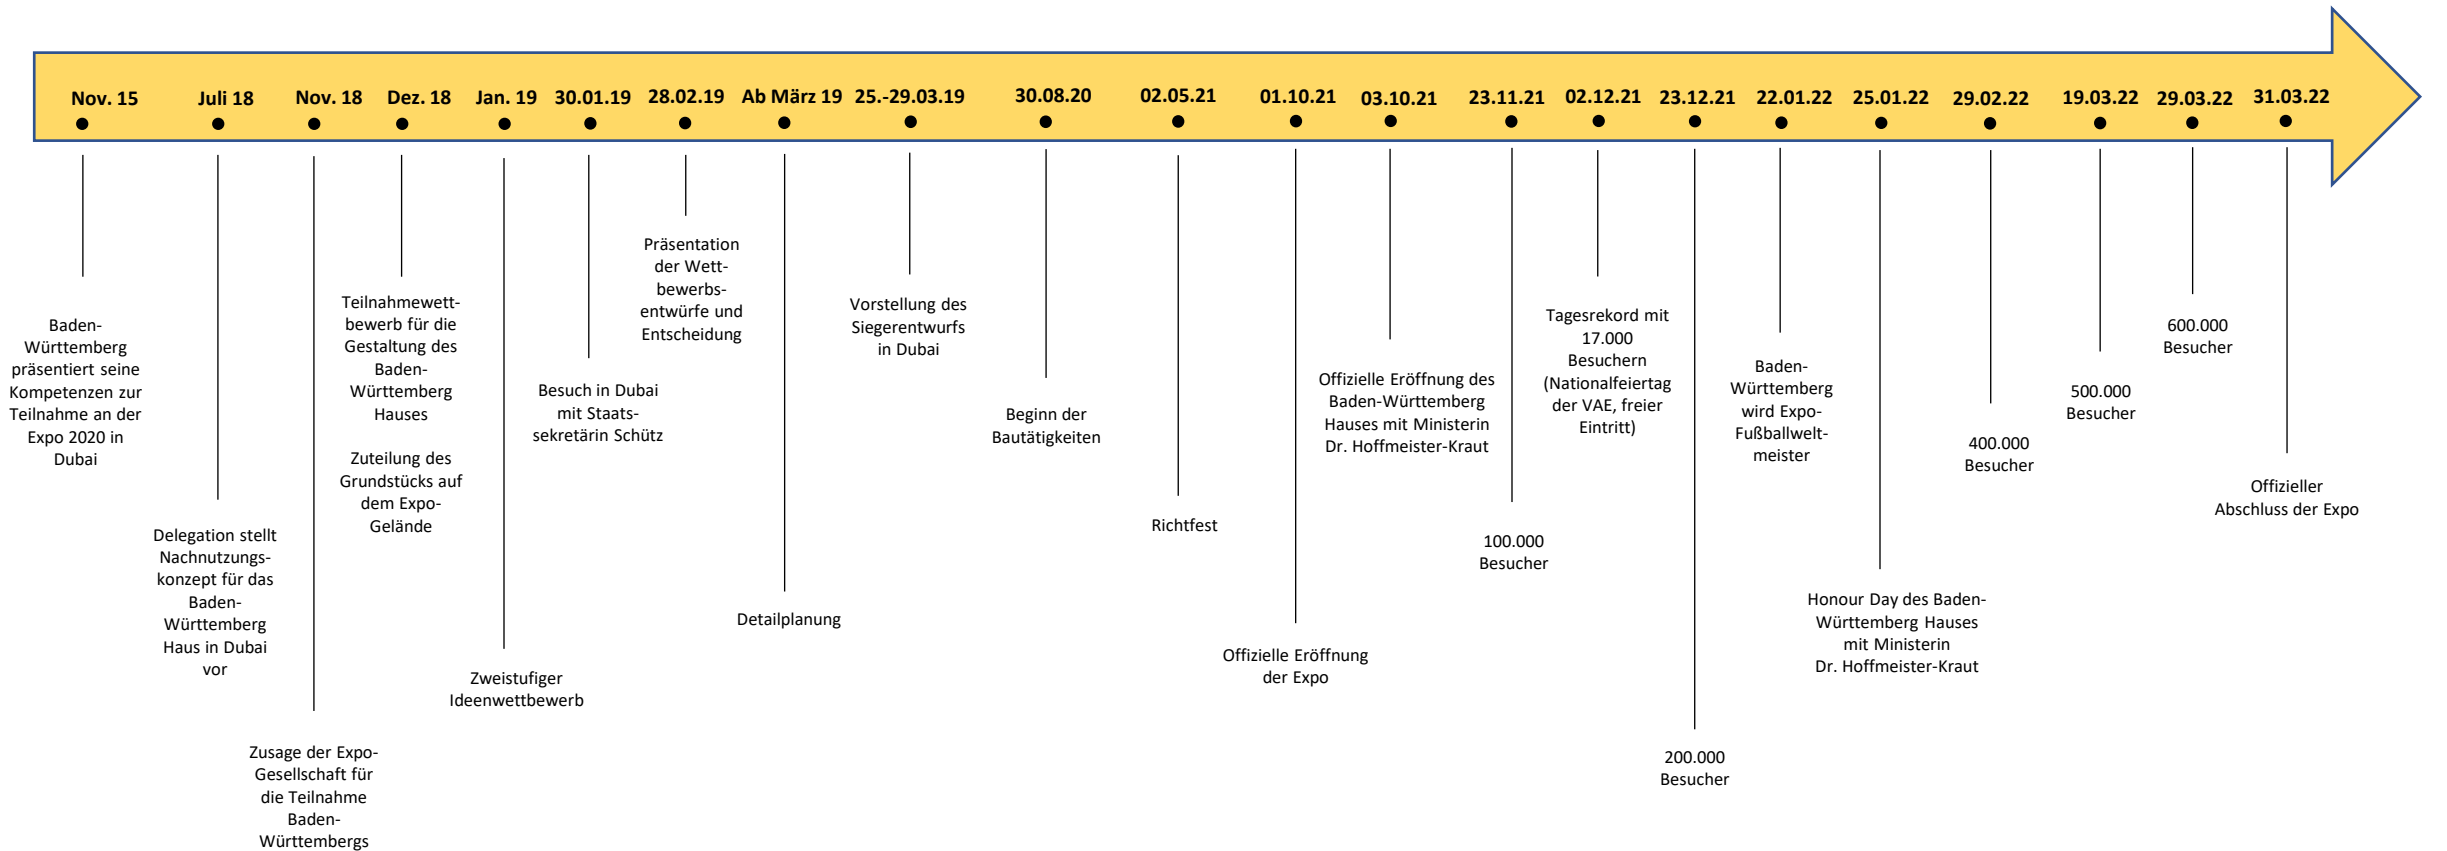 Nov. 15
Juli 18
Nov. 18
Dez. 18
Jan. 19
30.01.19
28.02.19
Ab März 19
25.-29.03.19
30.08.20
02.05.21
01.10.21
03.10.21
23.11.21
02.12.21
23.12.21
22.01.22
25.01.22
29.02.22
19.03.22
29.03.22
31.03.22
Baden-
Württemberg
präsentiert seine
Kompetenzen zur
Teilnahme an der
Expo 2020 in
Dubai
Delegation stellt
Nachnutzungs-
konzept für das
Baden-
Württemberg
Haus in Dubai
vor
Zusage der Expo-
Gesellschaft für
die Teilnahme
Baden-
Württembergs
Teilnahmewett-
bewerb für die
Gestaltung des
Baden-
Württemberg
Hauses
Zuteilung des
Grundstücks auf
dem Expo-
Gelände
Zweistufiger
Ideenwettbewerb
Besuch in Dubai
mit Staats-
sekretärin Schütz
Präsentation
der Wett-
bewerbs-
entwürfe und
Entscheidung
Detailplanung
Vorstellung des
Siegerentwurfs
in Dubai
Beginn der
Bautätigkeiten
Richtfest
Offizielle Eröffnung
der Expo
Offizielle Eröffnung des
Baden-Württemberg
Hauses mit Ministerin
Dr. Hoffmeister-Kraut
100.000
Besucher
Tagesrekord mit
17.000
Besuchern
(Nationalfeiertag
der VAE, freier
Eintritt)
200.000
Besucher
Baden-
Württemberg
wird Expo-
Fußballwelt-
meister
Honour Day des Baden-
Württemberg Hauses
mit Ministerin
Dr. Hoffmeister-Kraut
400.000
Besucher
500.000
Besucher
600.000
Besucher
Offizieller
Abschluss der Expo